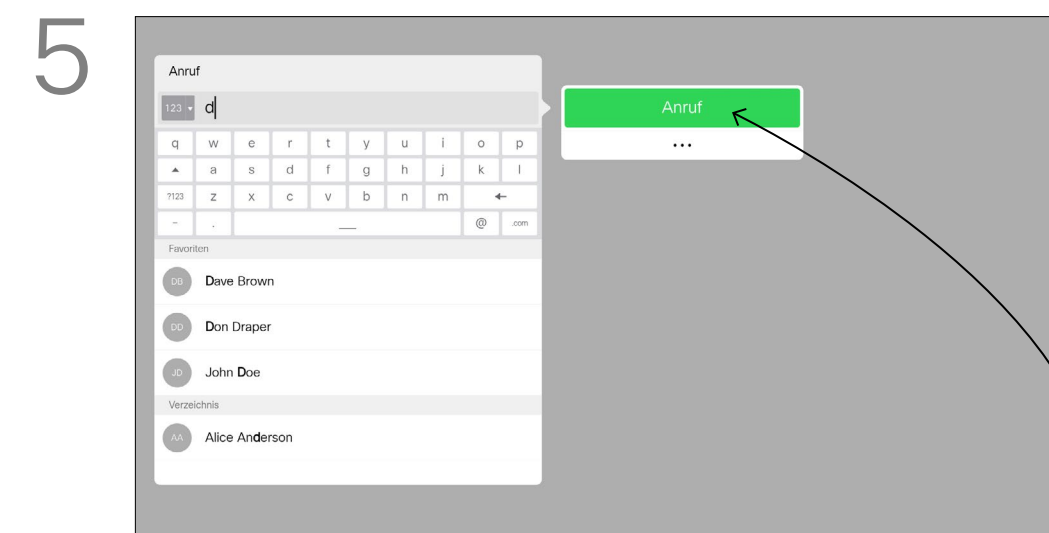 5
Anruf
123 d
Anruf
...
q w e r t y u i o p
a s d f g h j k l
?123 z x c v b n m
- . @ .com
Favoriten
DB Dave Brown
DD Don Draper
JD John Doe
Verzeichnis
AA Alice Anderson